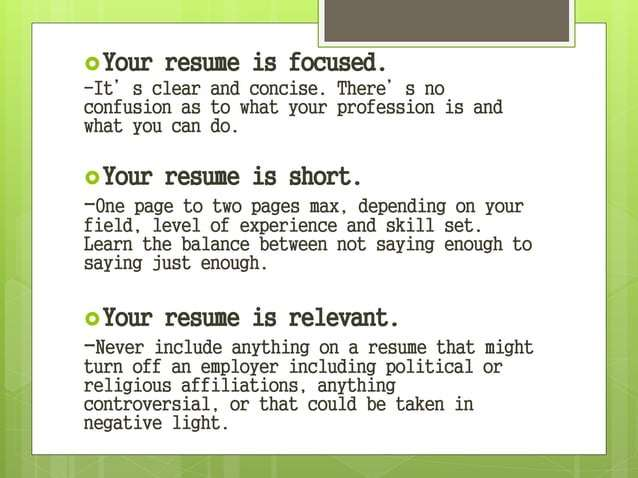 Your resume is focused.
-It's clear and concise. There's no
confusion as to what your profession is and
what you can do.
Your resume is short.
-One page to two pages max, depending on your
field, level of experience and skill set.
Learn the balance between not saying enough to
saying just enough.
Your resume is relevant.
-Never include anything on a resume that might
turn off an employer including political or
religious affiliations, anything
controversial, or that could be taken in
negative light.